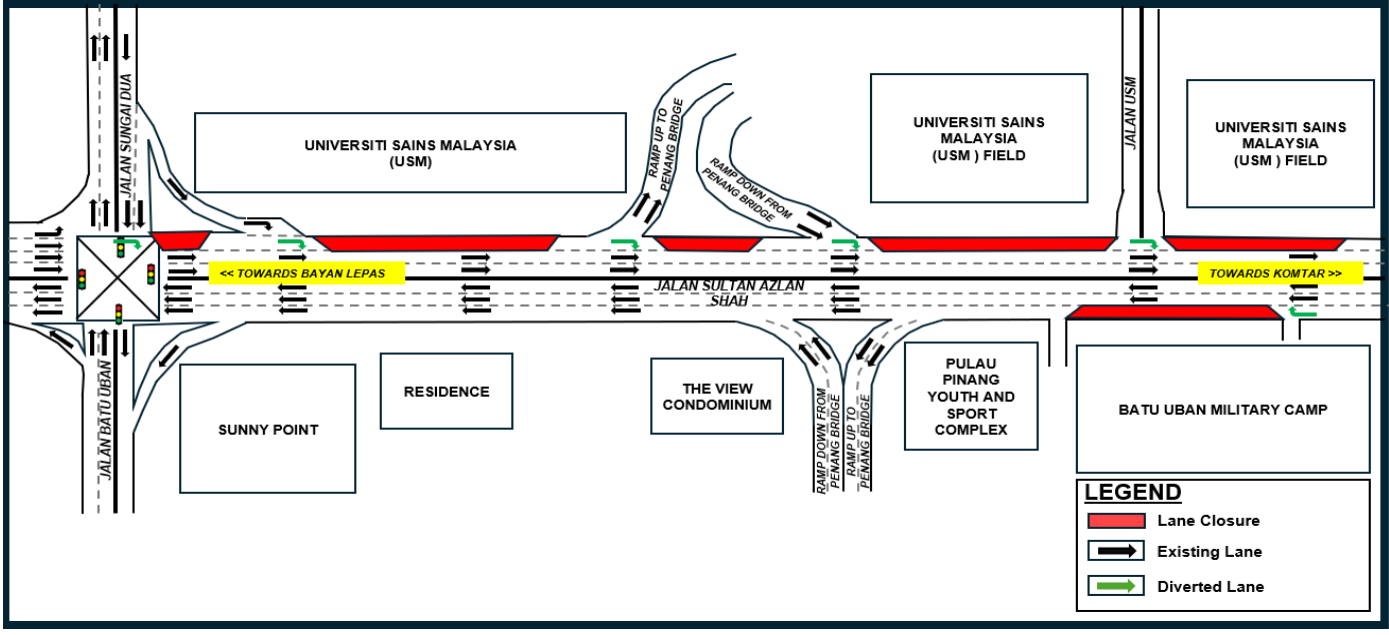 JALAN SUNGAI DUA
UNIVERSITI SAINS MALAYSIA
(USM)
RAMP UP TO
PENANG BRIDGE
RAMP DOWN FROM
PENANG BRIDGE
UNIVERSITI SAINS
MALAYSIA
(USM ) FIELD
JALAN USM
UNIVERSITI SAINS
MALAYSIA
(USM ) FIELD
<< TOWARDS BAYAN LEPAS
JALAN SULTAN AZLAN
SHAH
TOWARDS KOMTAR >>
JALAN BATU UBAN
SUNNY POINT
RESIDENCE
THE VIEW
CONDOMINIUM
RAMP DOWN FROM
PENANG BRIDGE
RAMP UP TO
PENANG BRIDGE
PULAU
PINANG
YOUTH AND
SPORT
COMPLEX
BATU UBAN MILITARY CAMP
LEGEND
Lane Closure
Existing Lane
Diverted Lane